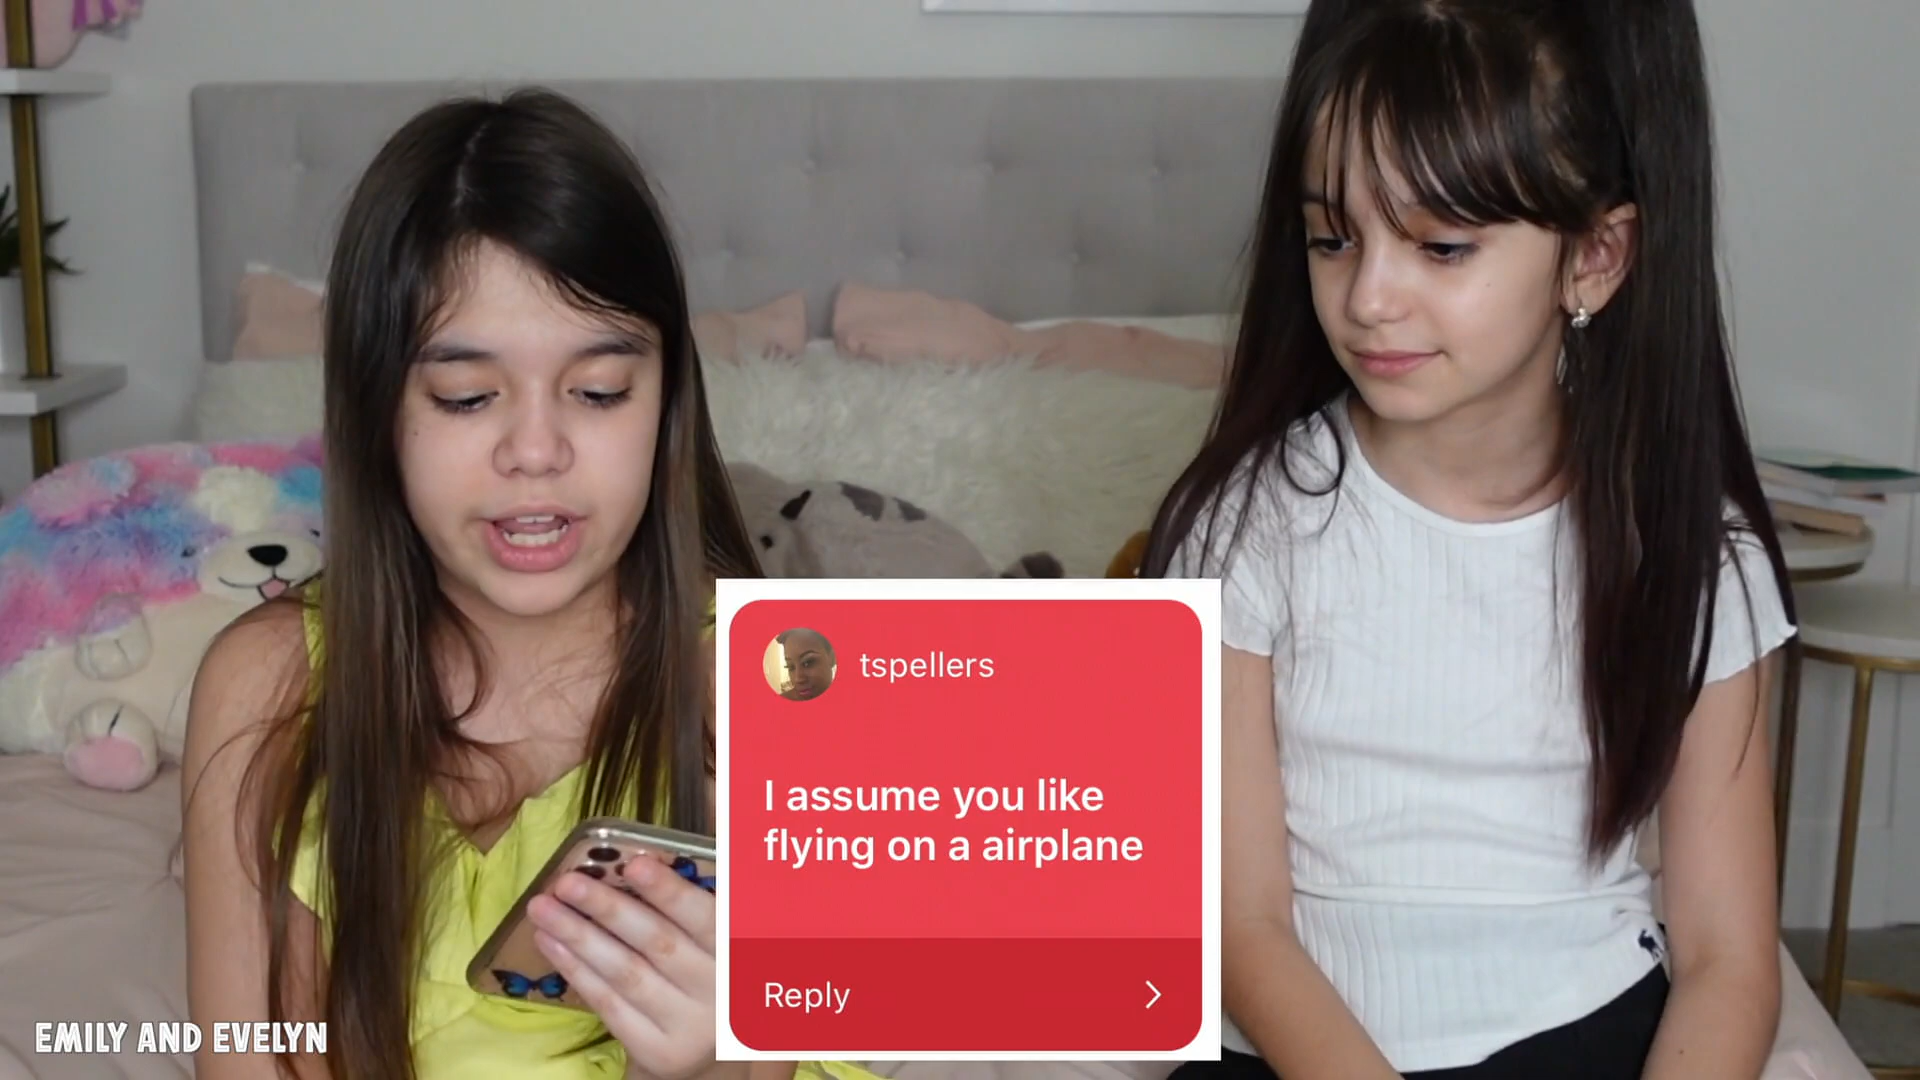 tspellers
I assume you like
flying on a airplane
Reply
EMILY AND EVELYN